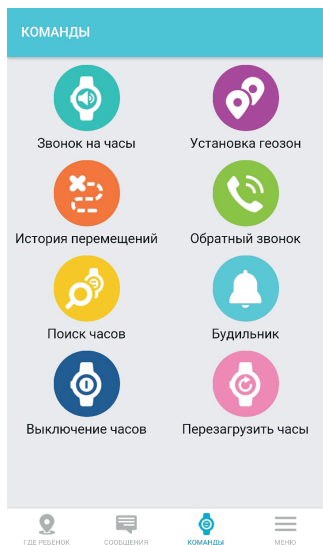 КОМАНДЫ
Звонок на часы
Установка геозон
История перемещений
Обратный звонок
Поиск часов
Будильник
Выключение часов
Перезагрузить часы
ГДЕ РЕБЁНОК
СООБЩЕНИЯ
КОМАНДЫ
МЕНЮ